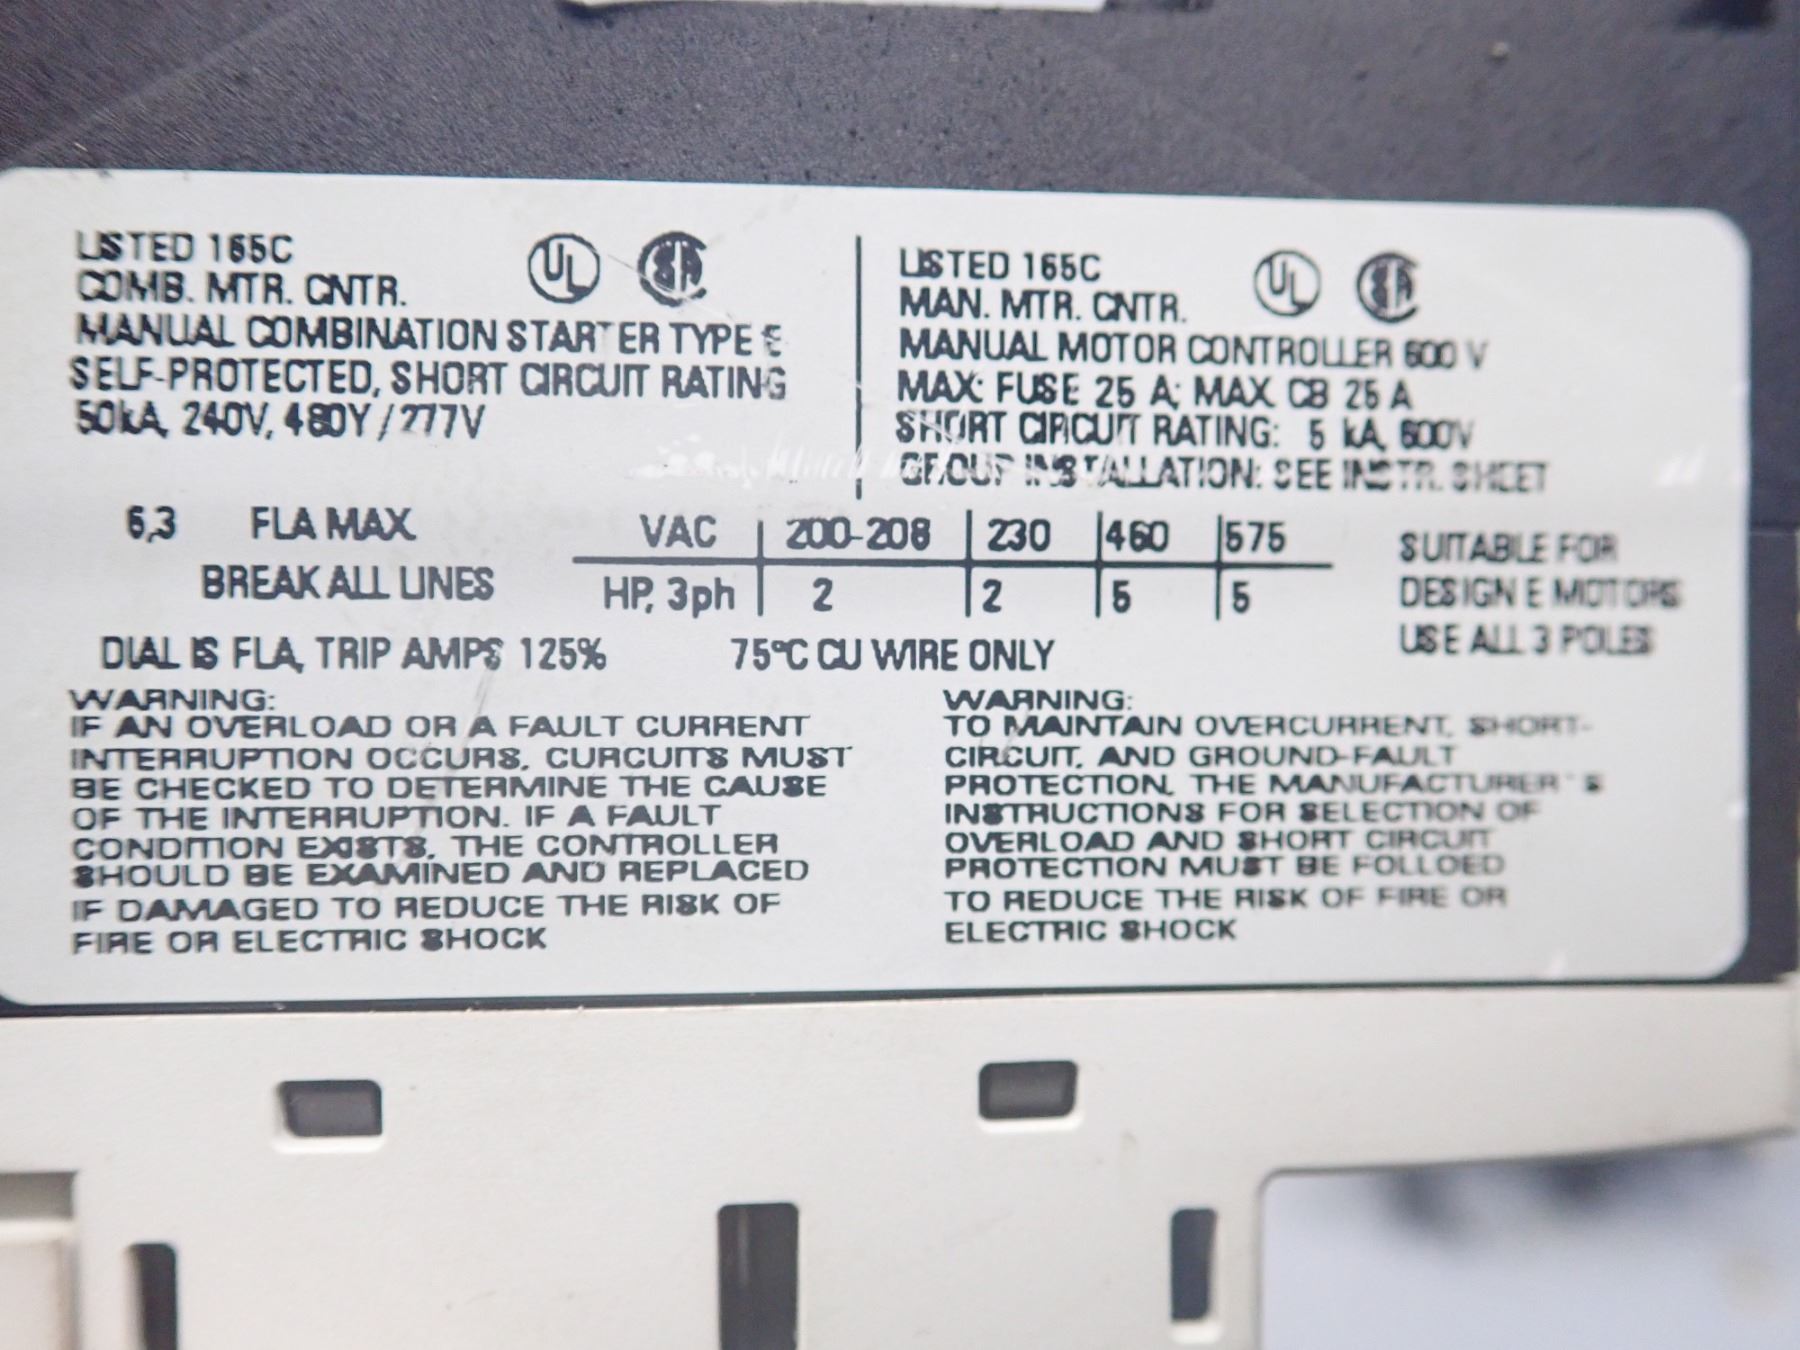 LISTED 165C
COMB. MTR. CNTR.
UL
SA
MANUAL COMBINATION STARTER TYPE E
SELF-PROTECTED, SHORT CIRCUIT RATING
50kA, 240V, 480Y/277V
LISTED 165C
MAN. MTR. CNTR.
UL
SA
MANUAL MOTOR CONTROLLER 600 V
MAX: FUSE 25 A; MAX. CB 25 A
SHORT CIRCUIT RATING: 5 kA, 600V
GROUP INSTALLATION: SEE INSTR. SHEET
6,3 FLA MAX.
BREAK ALL LINES
VAC 200-208 230 460 575
HP, 3ph 2 2 5 5
SUITABLE FOR
DESIGN E MOTORS
USE ALL 3 POLES
DIAL IS FLA, TRIP AMPS 125% 75°C CU WIRE ONLY
WARNING:
IF AN OVERLOAD OR A FAULT CURRENT
INTERRUPTION OCCURS, CURCUITS MUST
BE CHECKED TO DETERMINE THE CAUSE
OF THE INTERRUPTION. IF A FAULT
CONDITION EXISTS, THE CONTROLLER
SHOULD BE EXAMINED AND REPLACED
IF DAMAGED TO REDUCE THE RISK OF
FIRE OR ELECTRIC SHOCK
WARNING:
TO MAINTAIN OVERCURRENT, SHORT-
CIRCUIT, AND GROUND-FAULT
PROTECTION, THE MANUFACTURER'S
INSTRUCTIONS FOR SELECTION OF
OVERLOAD AND SHORT CIRCUIT
PROTECTION MUST BE FOLLOED
TO REDUCE THE RISK OF FIRE OR
ELECTRIC SHOCK